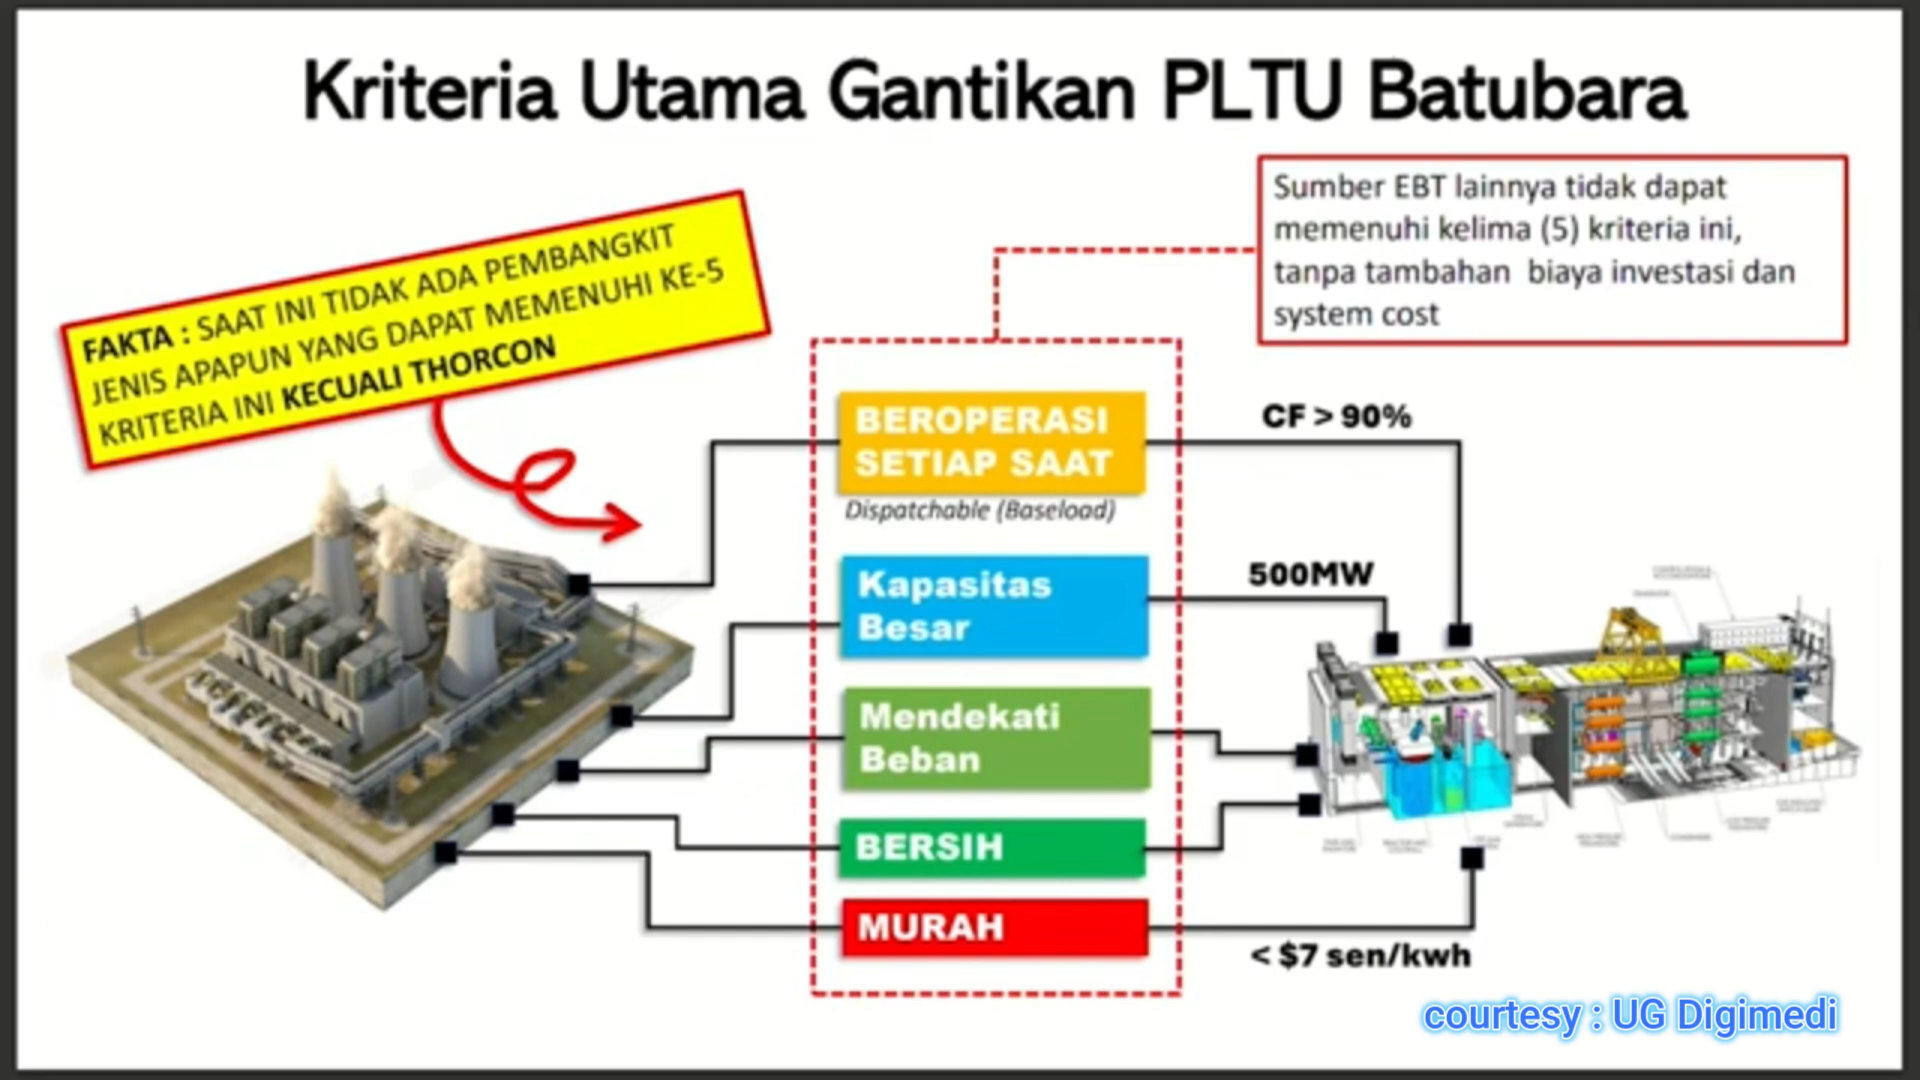 Kriteria Utama Gantikan PLTU Batubara
Sumber EBT lainnya tidak dapat
memenuhi kelima (5) kriteria ini,
tanpa tambahan biaya investasi dan
system cost
FAKTA : SAAT INI TIDAK ADA PEMBANGKIT
JENIS APAPUN YANG DAPAT MEMENUHI KE-5
KRITERIA INI KECUALI THORCON
BEROPERASI
SETIAP SAAT
Dispatchable (Baseload)
CF > 90%
Kapasitas
Besar
500MW
Mendekati
Beban
BERSIH
MURAH
< $7 sen/kwh
courtesy : UG Digimedi